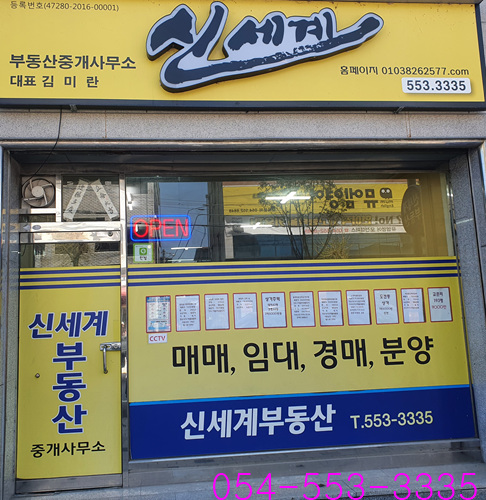 등록번호(47280-2016-00001)
신세계
부동산중개사무소
대표 김 미 란
홈페이지 01038262577.com
553.3335
OPEN
CCTV
매매, 임대, 경매, 분양
신세계
부동산
중개사무소
신세계부동산 T.553-3335
054-553-3335